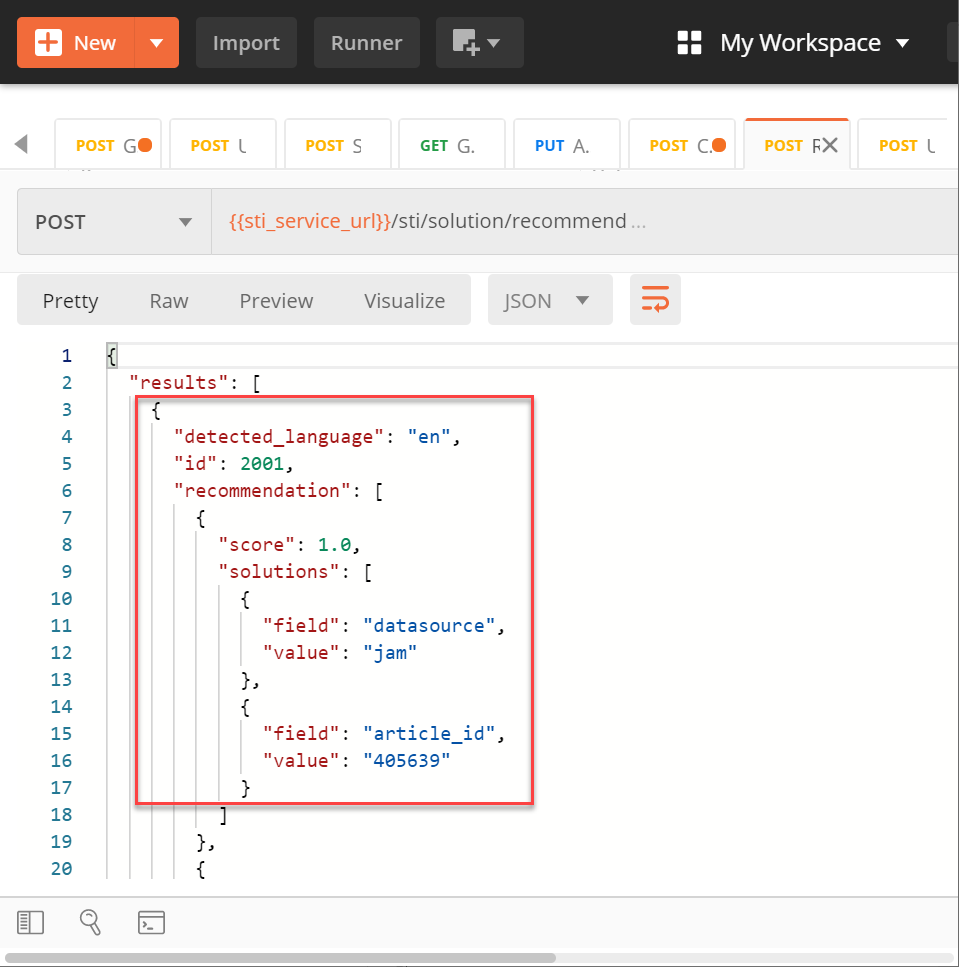 New Import Runner My Workspace
POST G POST U POST S GET G. PUT A. POST C. POST R POST U
POST {{sti_service_url}}/sti/solution/recommend ...
Pretty Raw Preview Visualize JSON
1 {
2 "results": [
3 {
4 "detected_language": "en",
5 "id": 2001,
6 "recommendation": [
7 {
8 "score": 1.0,
9 "solutions": [
10 {
11 "field": "datasource",
12 "value": "jam"
13 },
14 {
15 "field": "article_id",
16 "value": "405639"
17 }
18 ]
19 },
20 {